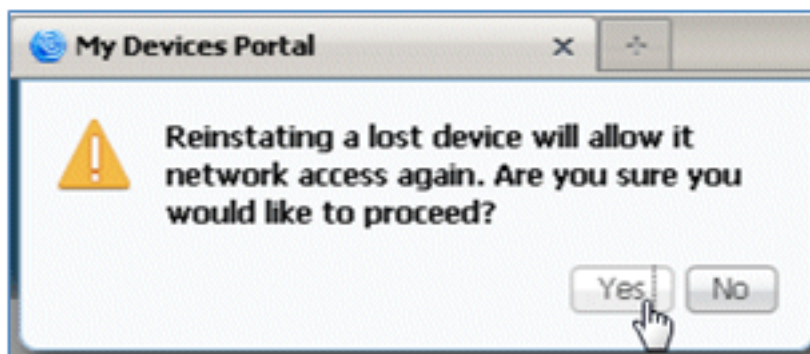 My Devices Portal
Reinstating a lost device will allow it
network access again. Are you sure you
would like to proceed?
Yes No